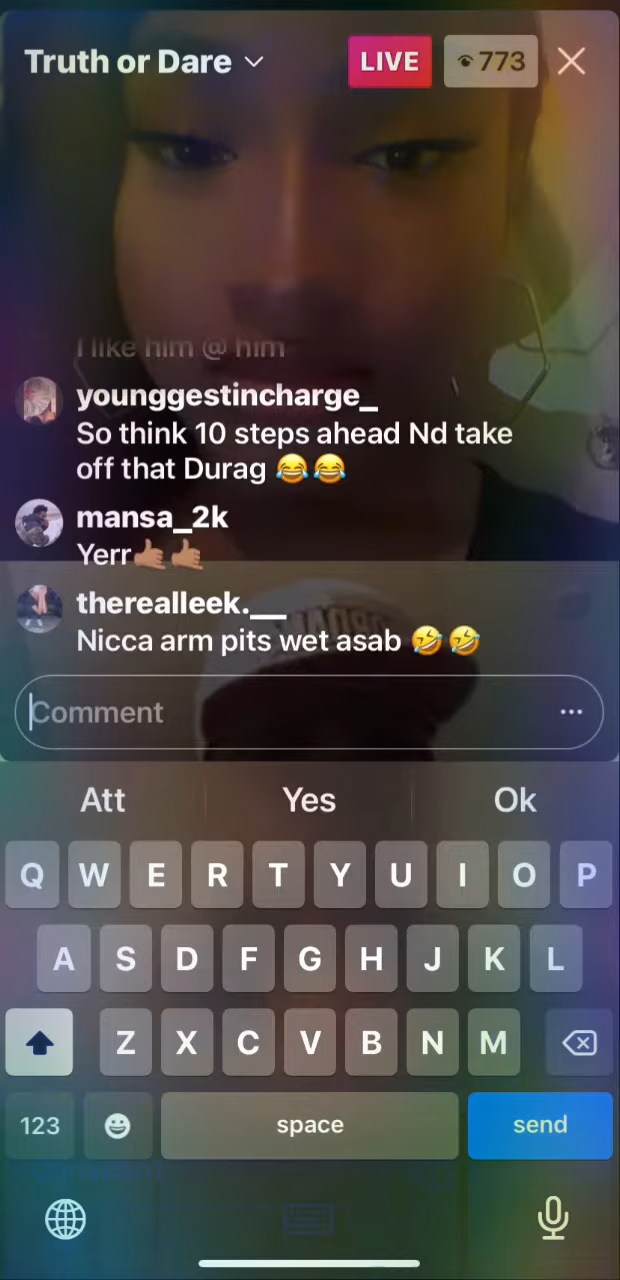 Truth or Dare
LIVE
773
I like him @ him
younggestincharge_
So think 10 steps ahead Nd take
off that Durag 😂😂
mansa_2k
Yerr🤙🏽🤙🏽
therealleek.__
Nicca arm pits wet asab 🤣🤣
Comment
Att Yes Ok
Q W E R T Y U I O P
A S D F G H J K L
Z X C V B N M
123 space send